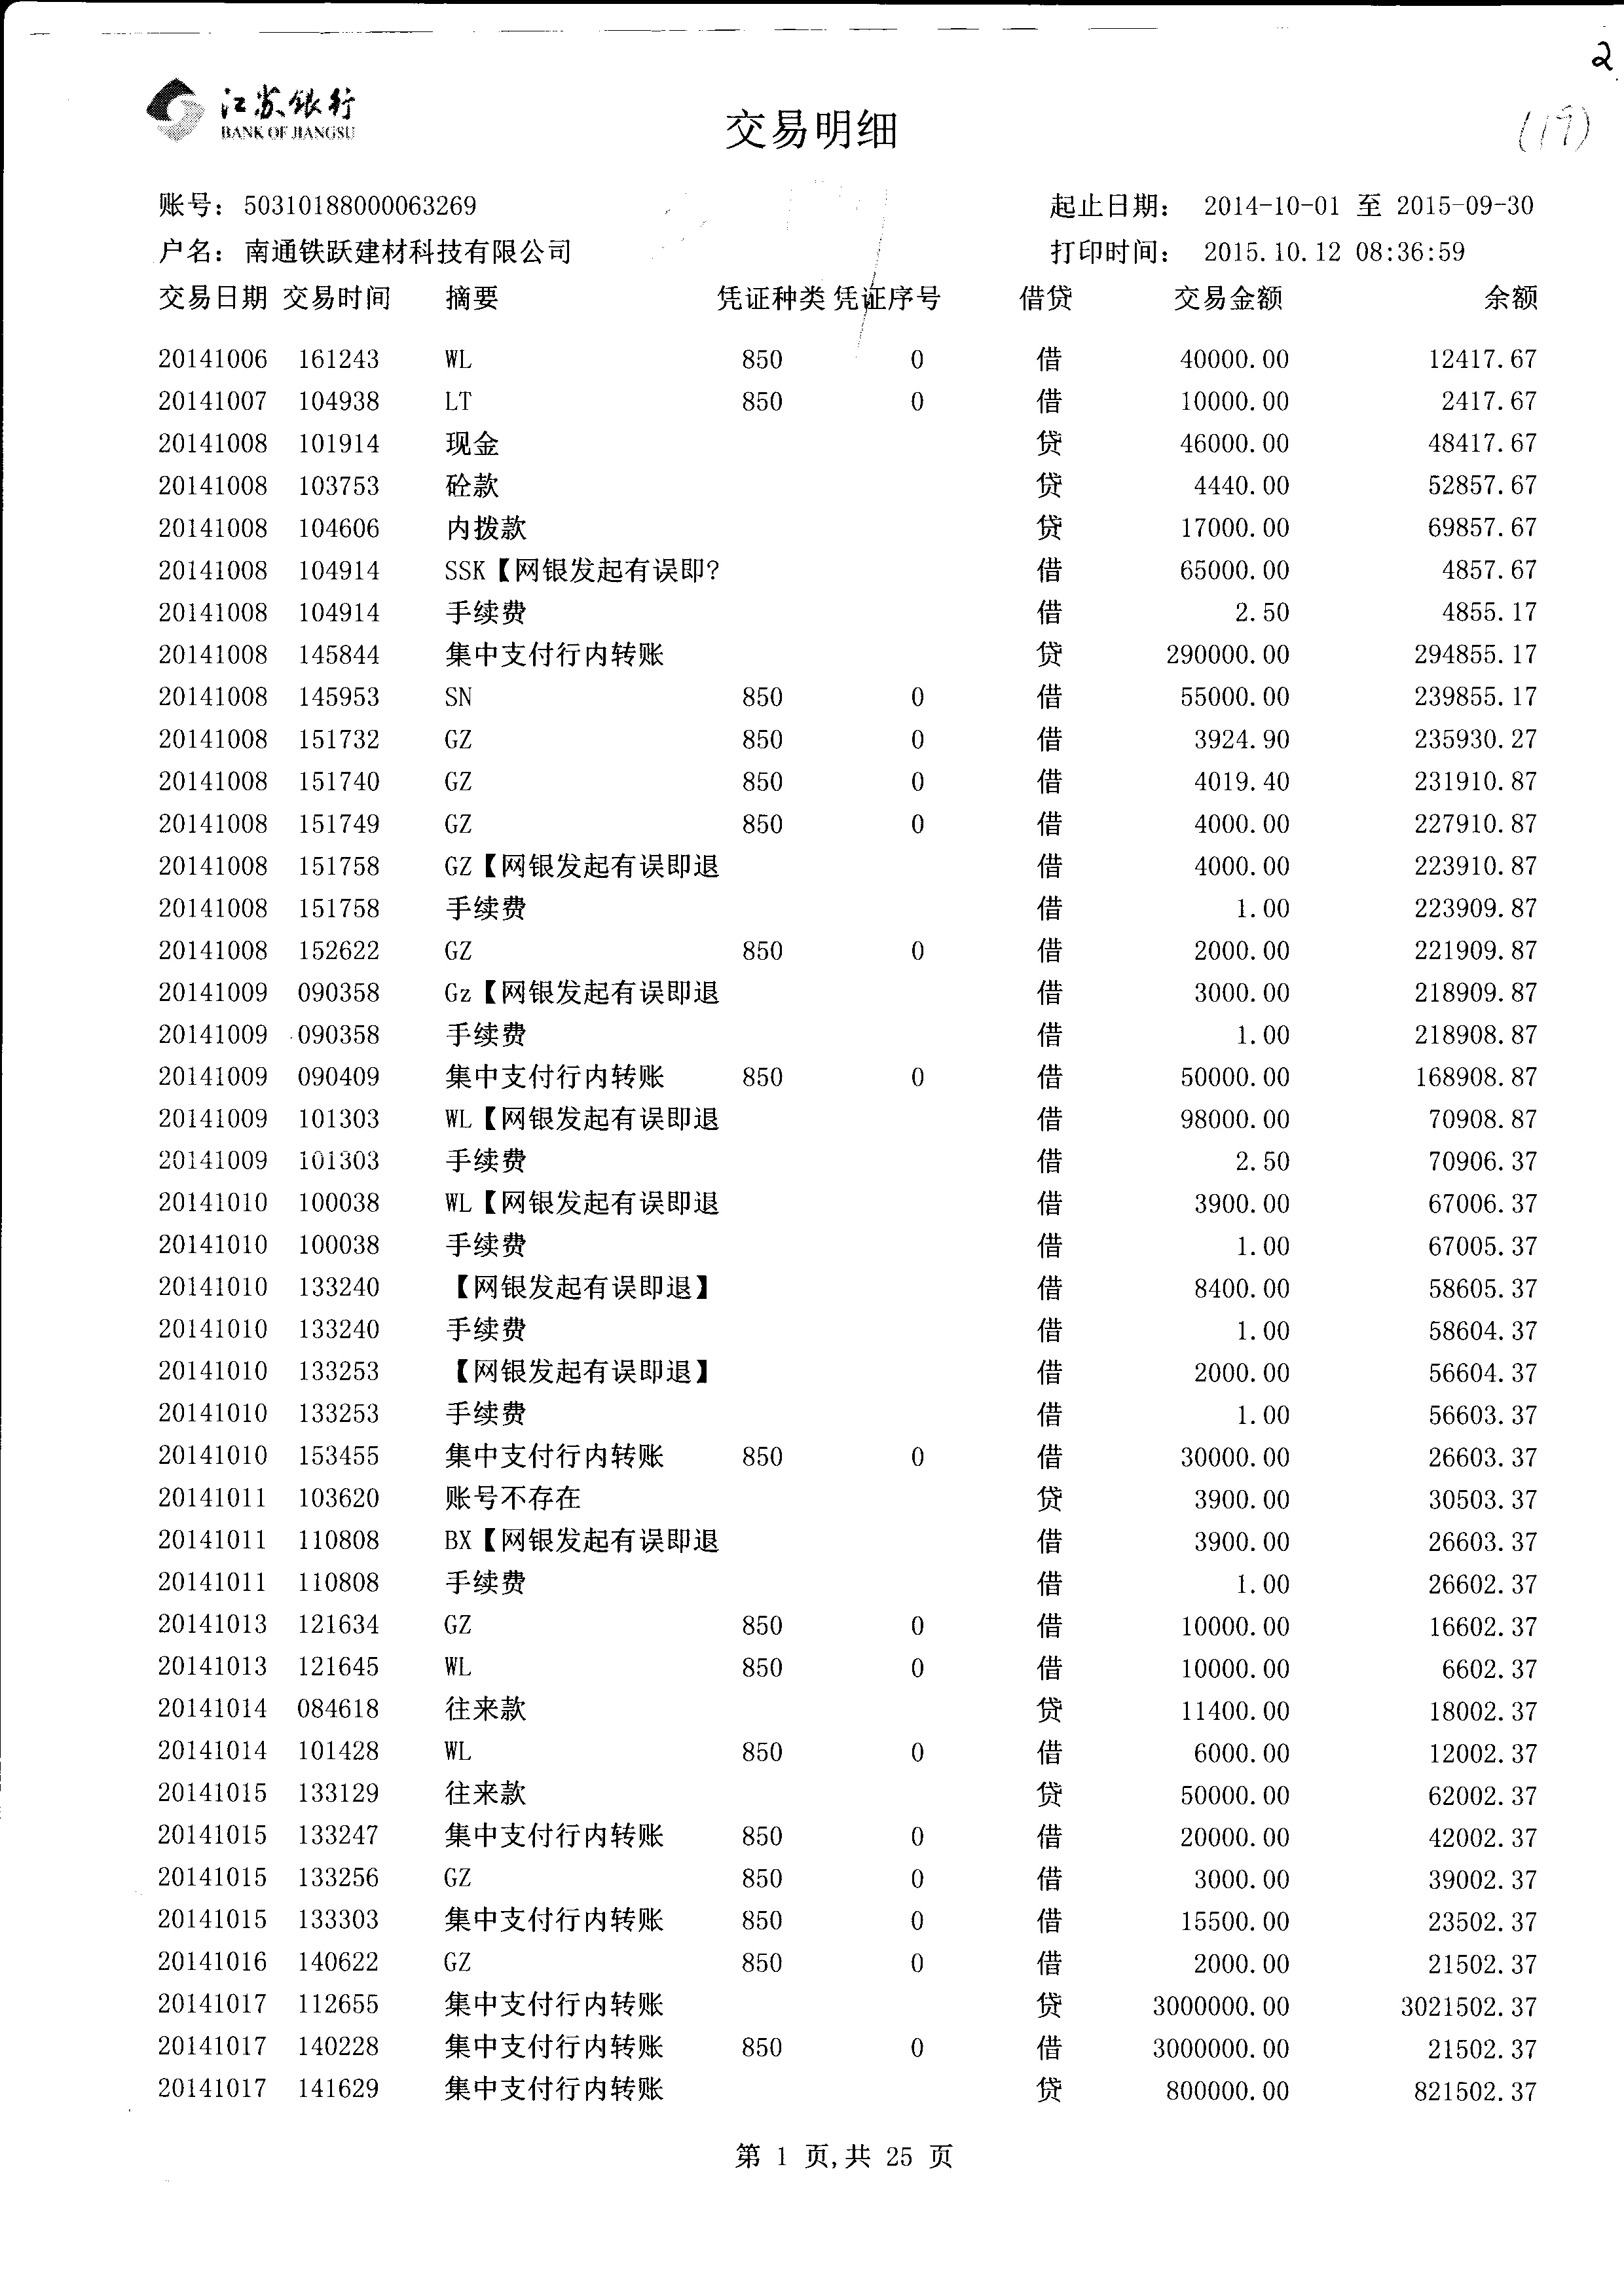 2
江苏银行
BANK OF JIANGSU
交易明细
(19)
账号： 50310188000063269 起止日期： 2014-10-01 至 2015-09-30
户名： 南通铁跃建材科技有限公司 打印时间： 2015.10.12 08:36:59
交易日期 交易时间 摘要 凭证种类 凭证序号 借贷 交易金额 余额
20141006 161243 WL 850 0 借 40000.00 12417.67
20141007 104938 LT 850 0 借 10000.00 2417.67
20141008 101914 现金 贷 46000.00 48417.67
20141008 103753 砼款 贷 4440.00 52857.67
20141008 104606 内拨款 贷 17000.00 69857.67
20141008 104914 SSK【网银发起有误即? 借 65000.00 4857.67
20141008 104914 手续费 借 2.50 4855.17
20141008 145844 集中支付行内转账 贷 290000.00 294855.17
20141008 145953 SN 850 0 借 55000.00 239855.17
20141008 151732 GZ 850 0 借 3924.90 235930.27
20141008 151740 GZ 850 0 借 4019.40 231910.87
20141008 151749 GZ 850 0 借 4000.00 227910.87
20141008 151758 GZ【网银发起有误即退 借 4000.00 223910.87
20141008 151758 手续费 借 1.00 223909.87
20141008 152622 GZ 850 0 借 2000.00 221909.87
20141009 090358 Gz【网银发起有误即退 借 3000.00 218909.87
20141009 090358 手续费 借 1.00 218908.87
20141009 090409 集中支付行内转账 850 0 借 50000.00 168908.87
20141009 101303 WL【网银发起有误即退 借 98000.00 70908.87
20141009 101303 手续费 借 2.50 70906.37
20141010 100038 WL【网银发起有误即退 借 3900.00 67006.37
20141010 100038 手续费 借 1.00 67005.37
20141010 133240 【网银发起有误即退】 借 8400.00 58605.37
20141010 133240 手续费 借 1.00 58604.37
20141010 133253 【网银发起有误即退】 借 2000.00 56604.37
20141010 133253 手续费 借 1.00 56603.37
20141010 153455 集中支付行内转账 850 0 借 30000.00 26603.37
20141011 103620 账号不存在 贷 3900.00 30503.37
20141011 110808 BX【网银发起有误即退 借 3900.00 26603.37
20141011 110808 手续费 借 1.00 26602.37
20141013 121634 GZ 850 0 借 10000.00 16602.37
20141013 121645 WL 850 0 借 10000.00 6602.37
20141014 084618 往来款 贷 11400.00 18002.37
20141014 101428 WL 850 0 借 6000.00 12002.37
20141015 133129 往来款 贷 50000.00 62002.37
20141015 133247 集中支付行内转账 850 0 借 20000.00 42002.37
20141015 133256 GZ 850 0 借 3000.00 39002.37
20141015 133303 集中支付行内转账 850 0 借 15500.00 23502.37
20141016 140622 GZ 850 0 借 2000.00 21502.37
20141017 112655 集中支付行内转账 贷 3000000.00 3021502.37
20141017 140228 集中支付行内转账 850 0 借 3000000.00 21502.37
20141017 141629 集中支付行内转账 贷 800000.00 821502.37
第 1 页,共 25 页